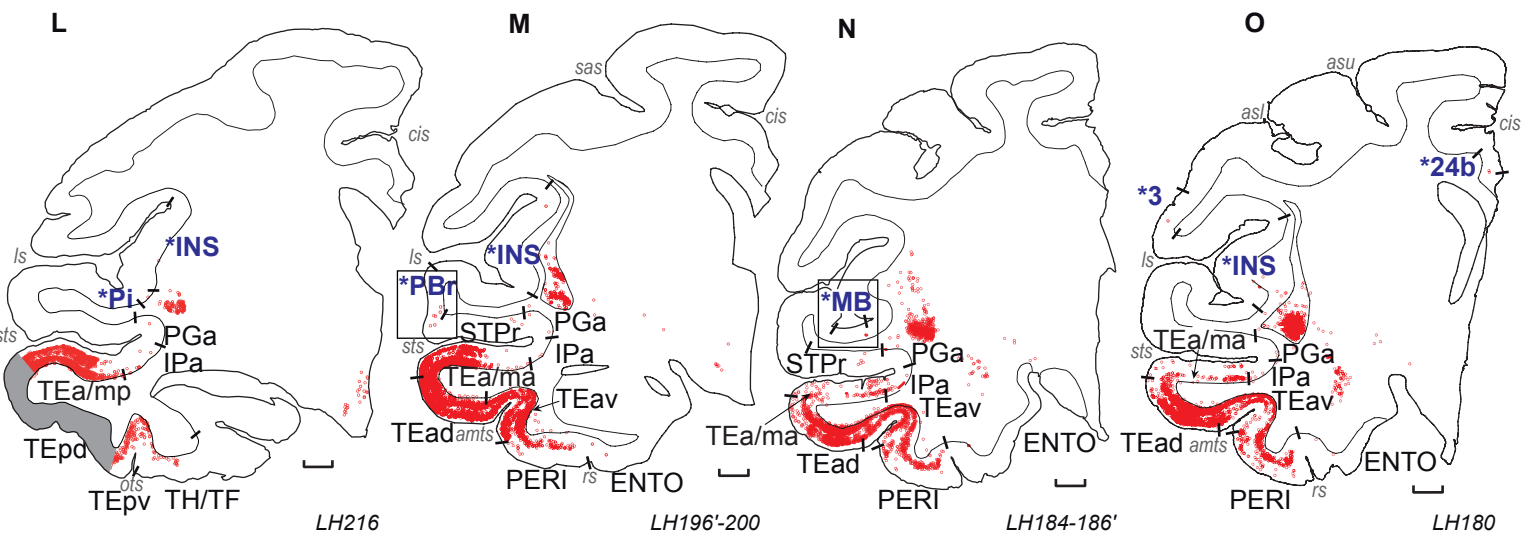 L
cis
*INS
ls
*Pi
sts
PGa
IPa
TEa/mp
TEpd
ots
TEpv
TH/TF
LH216
M
sas
cis
ls
*INS
*PBr
STPr
PGa
sts
IPa
TEa/ma
TEav
TEad
amts
PERI
rs
ENTO
LH196'-200
N
*MB
STPr
PGa
IPa
TEav
TEa/ma
TEad
ENTO
PERI
LH184-186'
O
asu
asl
cis
*24b
*3
ls
*INS
TEa/ma
sts
PGa
IPa
TEav
TEad
amts
ENTO
PERI
rs
LH180